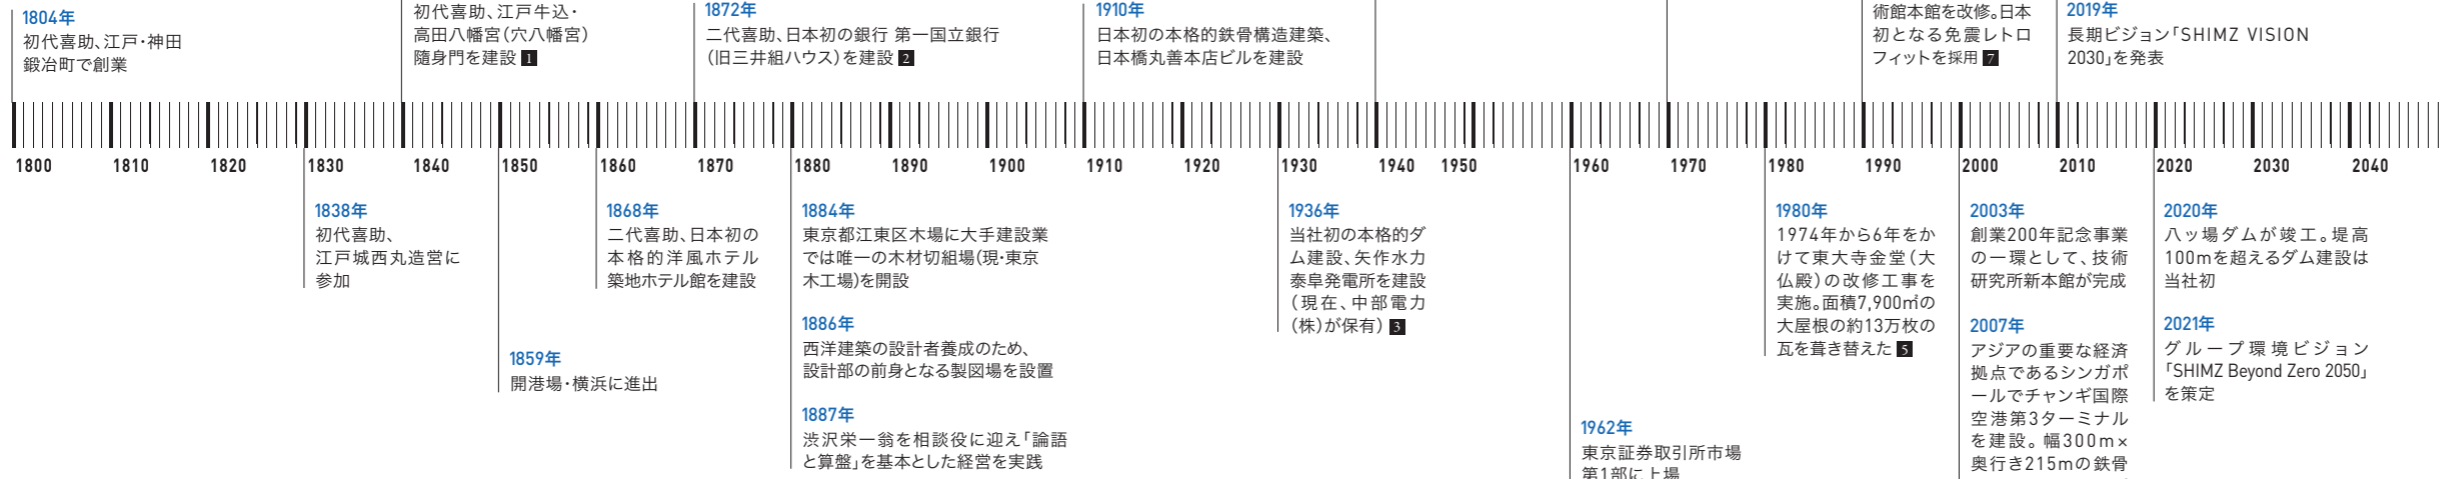 1804年
初代喜助、江戸・神田
鍛冶町で創業
初代喜助、江戸牛込・
高田八幡宮（穴八幡宮）
隨身門を建設 1
1872年
二代喜助、日本初の銀行 第一国立銀行
（旧三井組ハウス）を建設 2
1910年
日本初の本格的鉄骨構造建築、
日本橋丸善本店ビルを建設
術館本館を改修。日本
初となる免震レトロ
フィットを採用 7
2019年
長期ビジョン「SHIMZ VISION
2030」を発表
1800 1810 1820 1830 1840 1850 1860 1870 1880 1890 1900 1910 1920 1930 1940 1950 1960 1970 1980 1990 2000 2010 2020 2030 2040
1838年
初代喜助、
江戸城西丸造営に
参加
1859年
開港場・横浜に進出
1868年
二代喜助、日本初の
本格的洋風ホテル
築地ホテル館を建設
1884年
東京都江東区木場に大手建設業
では唯一の木材切組場(現・東京
木工場)を開設
1886年
西洋建築の設計者養成のため、
設計部の前身となる製図場を設置
1887年
渋沢栄一翁を相談役に迎え「論語
と算盤」を基本とした経営を実践
1936年
当社初の本格的ダ
ム建設、矢作水力
泰阜発電所を建設
（現在、中部電力
（株）が保有） 3
1962年
東京証券取引所市場
第1部に上場
1980年
1974年から6年をか
けて東大寺金堂（大
仏殿）の改修工事を
実施。面積7,900㎡の
大屋根の約13万枚の
瓦を葺き替えた 5
2003年
創業200年記念事業
の一環として、技術
研究所新本館が完成
2007年
アジアの重要な経済
拠点であるシンガポ
ールでチャンギ国際
空港第3ターミナル
を建設。幅300m×
奥行き215mの鉄骨
2020年
八ッ場ダムが竣工。堤高
100mを超えるダム建設は
当社初
2021年
グループ環境ビジョン
「SHIMZ Beyond Zero 2050」
を策定